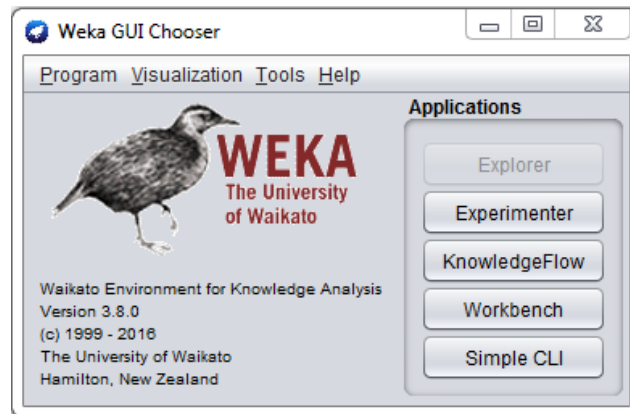 Weka GUI Chooser
Program Visualization Tools Help
WEKA
The University
of Waikato
Waikato Environment for Knowledge Analysis
Version 3.8.0
(c) 1999 - 2016
The University of Waikato
Hamilton, New Zealand
Applications
Explorer
Experimenter
KnowledgeFlow
Workbench
Simple CLI